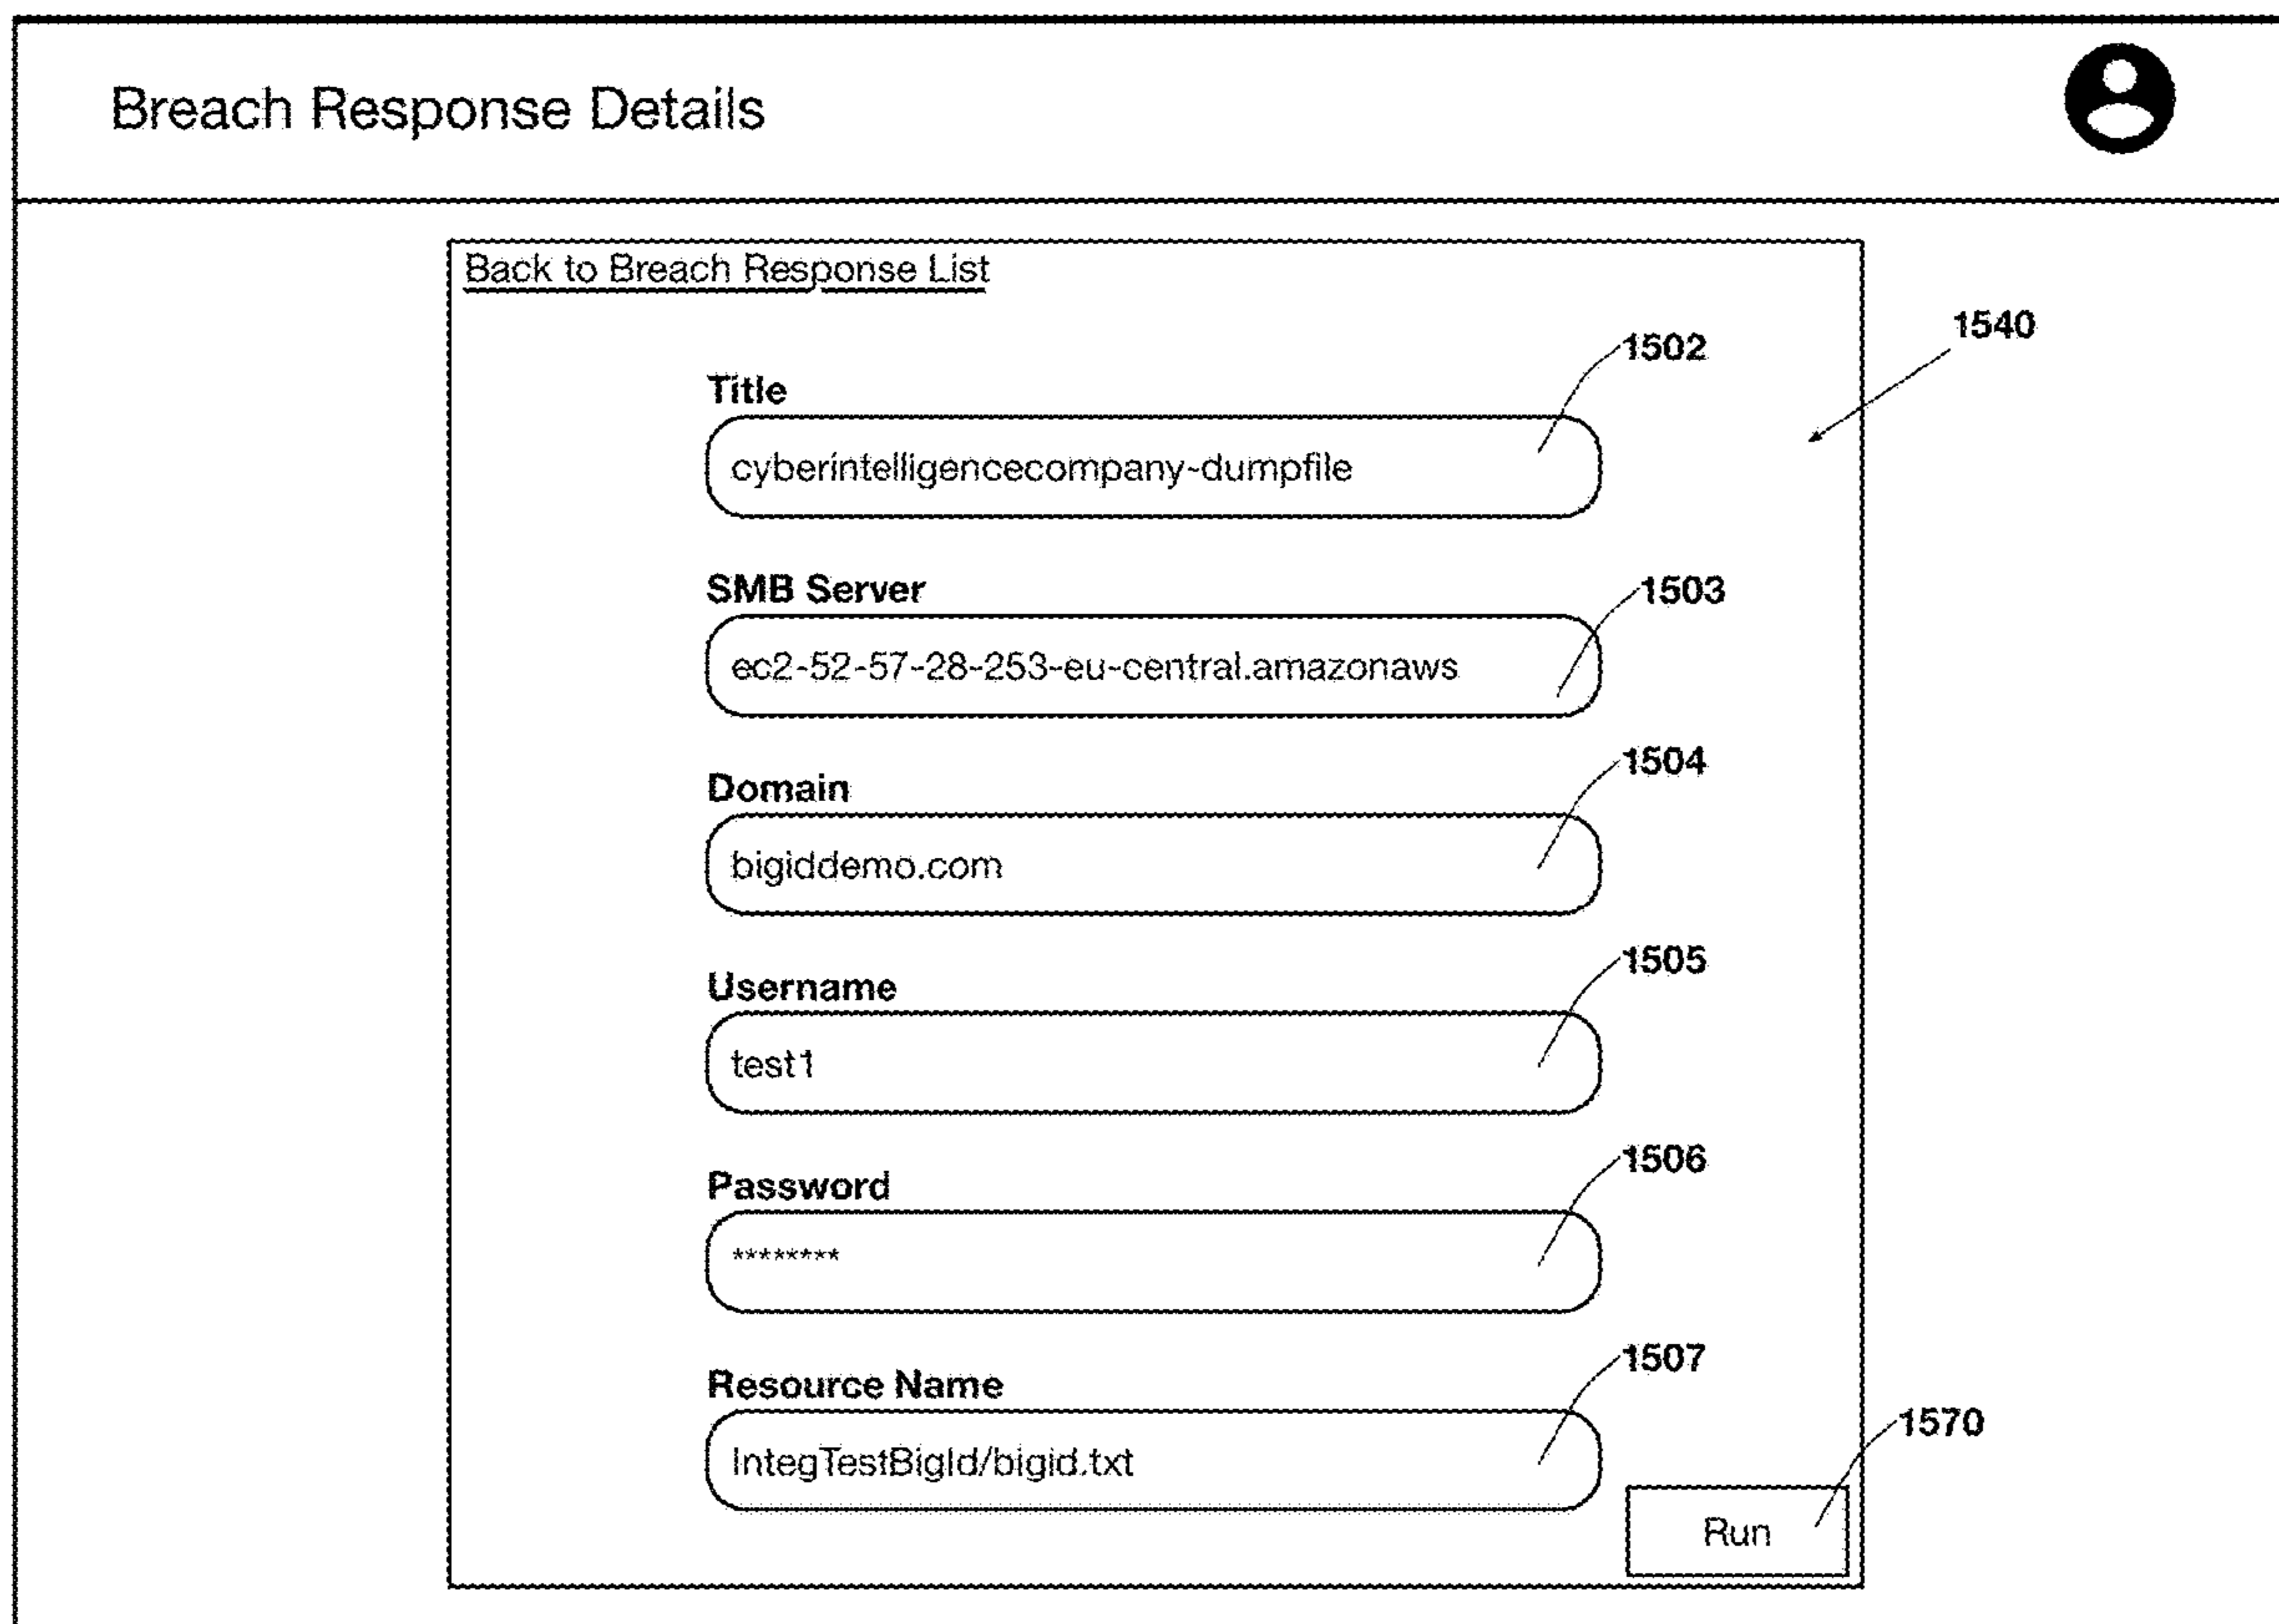 Breach Response Details
Back to Breach Response List
1540
1502
Title
cyberintelligencecompany-dumpfile
SMB Server
1503
ec2-52-57-28-253-eu-central.amazonaws
1504
Domain
bigiddemo.com
1505
Username
test1
1506
Password
********
1507
Resource Name
IntegTestBigId/bigid.txt
1570
Run